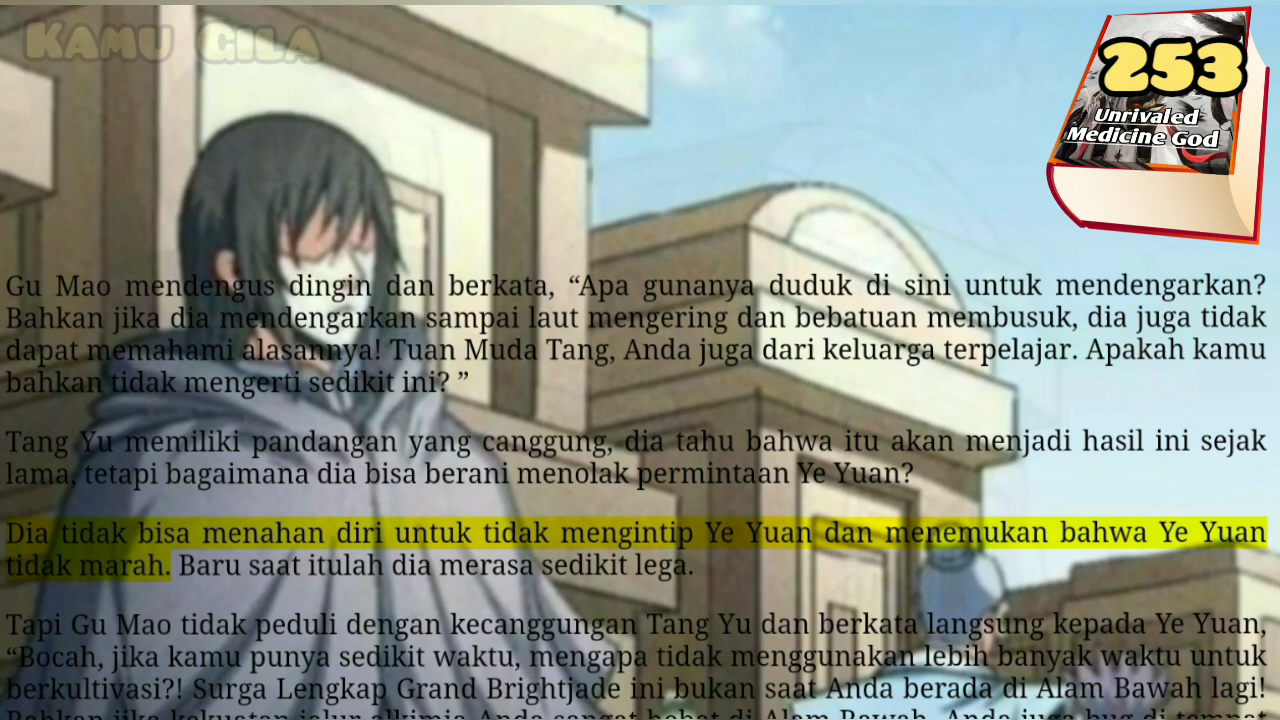 Kamu Gila
253
Unrivaled
Medicine God
Gu Mao mendengus dingin dan berkata, “Apa gunanya duduk di sini untuk mendengarkan?
Bahkan jika dia mendengarkan sampai laut mengering dan bebatuan membusuk, dia juga tidak
dapat memahami alasannya! Tuan Muda Tang, Anda juga dari keluarga terpelajar. Apakah kamu
bahkan tidak mengerti sedikit ini? ”
Tang Yu memiliki pandangan yang canggung, dia tahu bahwa itu akan menjadi hasil ini sejak
lama, tetapi bagaimana dia bisa berani menolak permintaan Ye Yuan?
Dia tidak bisa menahan diri untuk tidak mengintip Ye Yuan dan menemukan bahwa Ye Yuan
tidak marah. Baru saat itulah dia merasa sedikit lega.
Tapi Gu Mao tidak peduli dengan kecanggungan Tang Yu dan berkata langsung kepada Ye Yuan,
“Bocah, jika kamu punya sedikit waktu, mengapa tidak menggunakan lebih banyak waktu untuk
berkultivasi?! Surga Lengkap Grand Brightjade ini bukan saat Anda berada di Alam Bawah lagi!